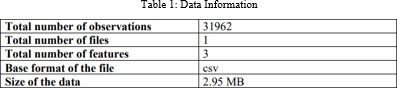 Table 1: Data Information
Total number of observations 31962
Total number of files 1
Total number of features 3
Base format of the file csv
Size of the data 2.95 MB